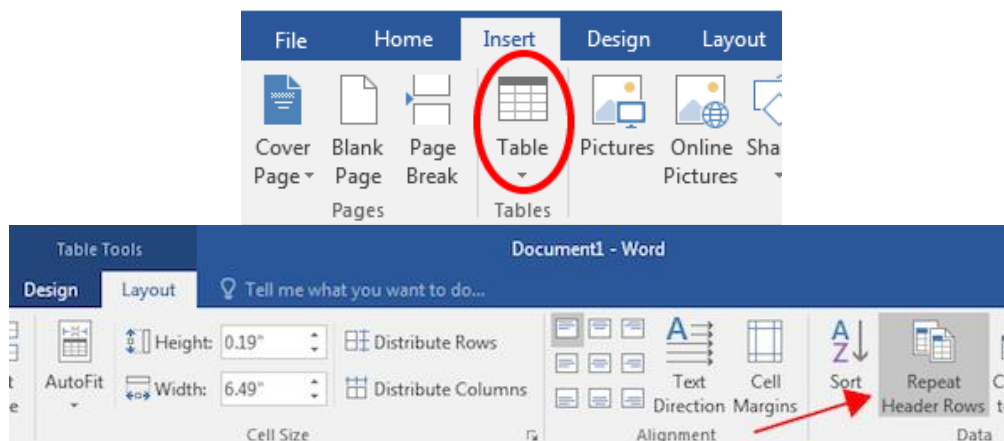 File Home Insert Design Layout
Cover Blank Page Table Pictures Online Sha
Page Page Break Pictures
Pages Tables
Table Tools Document1 - Word
Design Layout Tell me what you want to do...
Height: 0.19" Distribute Rows
t AutoFit Width: 6.49" Distribute Columns Text Cell Sort Repeat C
e Direction Margins Header Rows t
Cell Size Alignment Data